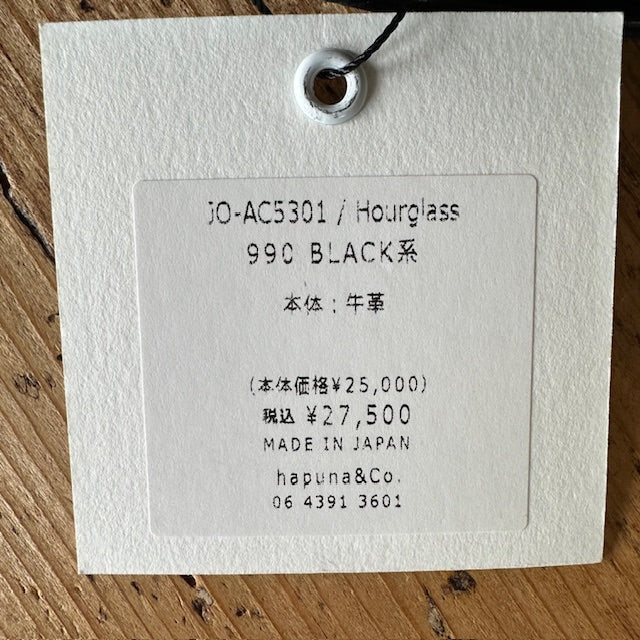 JO-AC5301 / Hourglass
990 BLACK系
本体：牛革
(本体価格¥25,000)
税込 ¥27,500
MADE IN JAPAN
hapuna&Co.
06 4391 3601